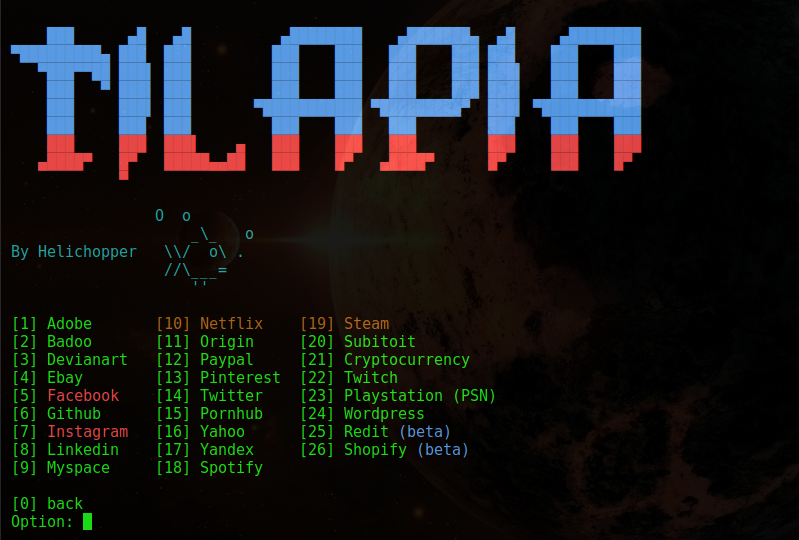 TILAPIA
O o
o
By Helichopper
[1] Adobe [10] Netflix [19] Steam
[2] Badoo [11] Origin [20] Subitoit
[3] Devianart [12] Paypal [21] Cryptocurrency
[4] Ebay [13] Pinterest [22] Twitch
[5] Facebook [14] Twitter [23] Playstation (PSN)
[6] Github [15] Pornhub [24] Wordpress
[7] Instagram [16] Yahoo [25] Redit (beta)
[8] Linkedin [17] Yandex [26] Shopify (beta)
[9] Myspace [18] Spotify
[0] back
Option: